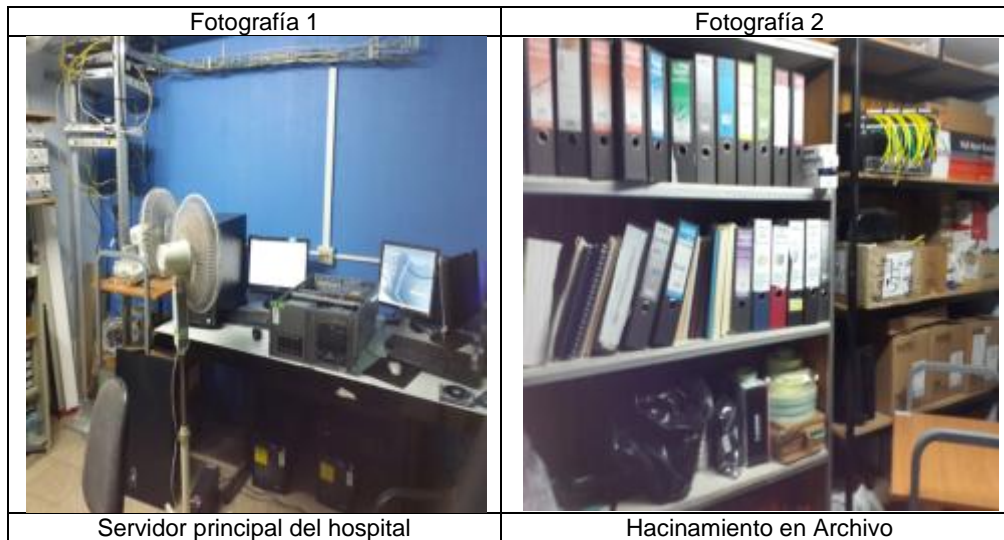 Fotografía 1
Fotografía 2
Servidor principal del hospital
Hacinamiento en Archivo